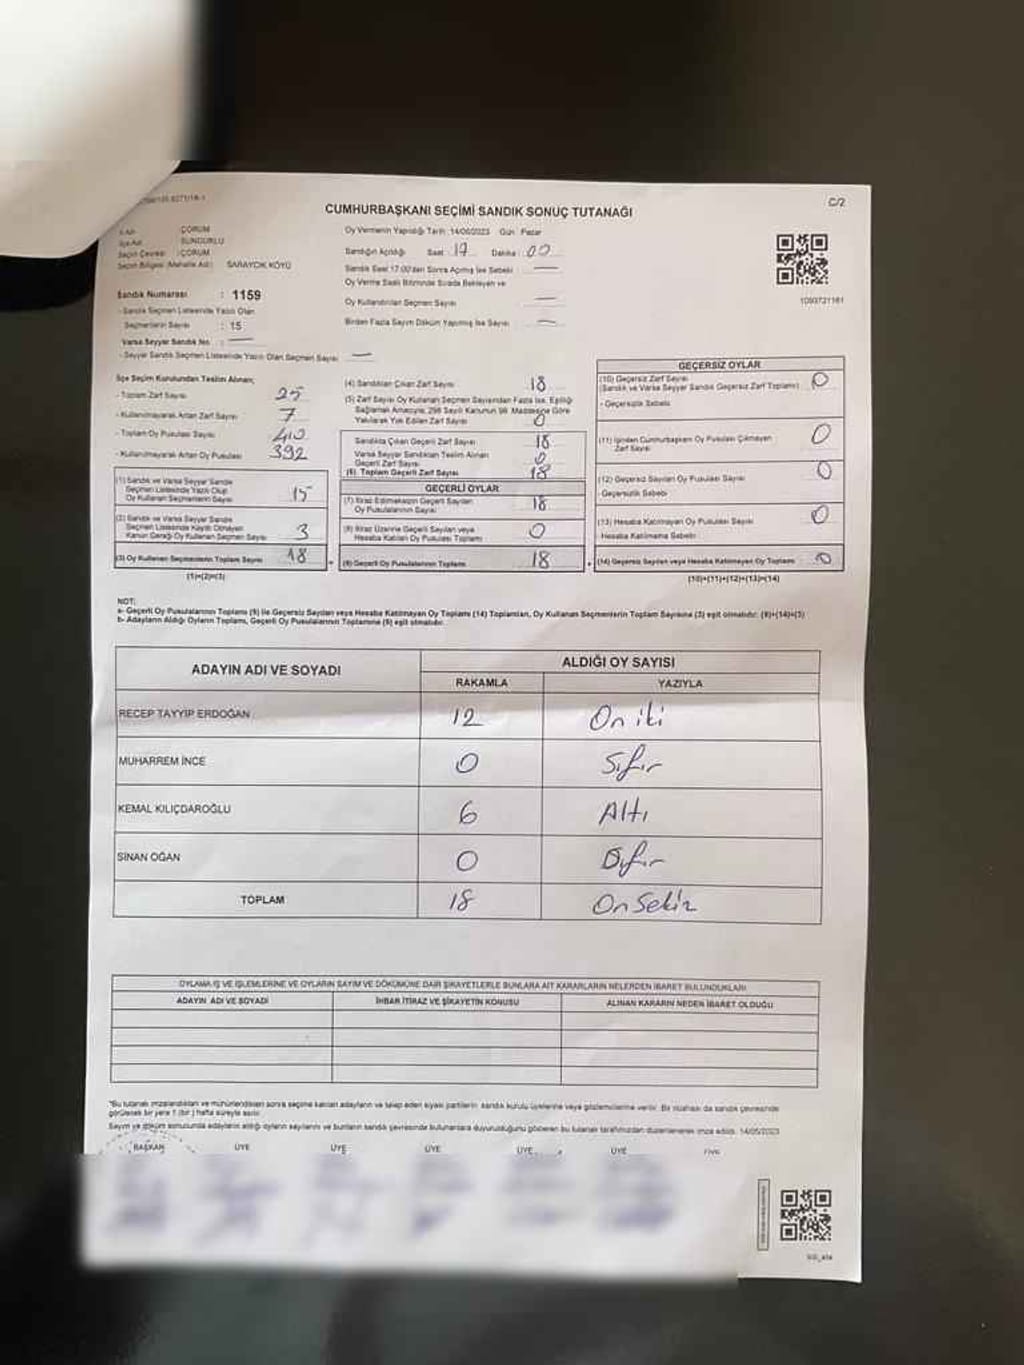 C/2
CUMHURBAŞKANI SEÇİMİ SANDIK SONUÇ TUTANAĞI
İl Adı : ÇORUM
İlçe Adı : SUNGURLU
Seçim Çevresi : ÇORUM
Seçim Bölgesi (Mahalle Adı) : SARAYCIK KÖYÜ
Sandık Numarası : 1159
- Sandık Seçmen Listesinde Yazılı Olan
Seçmenlerin Sayısı : 15
Varsa Seyyar Sandık No : —
- Seyyar Sandık Seçmen Listesinde Yazılı Olan Seçmen Sayısı —
Oy Vermenin Yapıldığı Tarih : 14/05/2023 Gün : Pazar
Sandığın Açıldığı Saat : 17 Dakika : 00
Sandık Saat 17.00'den Sonra Açılmış İse Sebebi —
Oy Verme Saati Bitiminde Sırada Bekleyen ve
Oy Kullandırılan Seçmen Sayısı —
Birden Fazla Sayım Döküm Yapılmış İse Sayısı —
1093721161
İlçe Seçim Kurulundan Teslim Alınan;
- Toplam Zarf Sayısı 25
- Kullanılmayarak Artan Zarf Sayısı 7
- Toplam Oy Pusulası Sayısı 410
- Kullanılmayarak Artan Oy Pusulası 392
(1) Sandık ve Varsa Seyyar Sandık
Seçmen Listesinde Yazılı Olup
Oy Kullanan Seçmenlerin Sayısı 15
(2) Sandık ve Varsa Seyyar Sandık
Seçmen Listesinde Kayıtlı Olmayan
Kanun Gereği Oy Kullanan Seçmen Sayısı 3
(3) Oy Kullanan Seçmenlerin Toplam Sayısı 18
(1)+(2)=(3)
(4) Sandıktan Çıkan Zarf Sayısı 18
(5) Zarf Sayısı Oy Kullanan Seçmen Sayısından Fazla İse, Eşitliği
Sağlamak Amacıyla, 298 Sayılı Kanunun 98. Maddesine Göre
Yakılarak Yok Edilen Zarf Sayısı 0
Sandıkta Çıkan Geçerli Zarf Sayısı 18
Varsa Seyyar Sandıktan Teslim Alınan
Geçerli Zarf Sayısı 0
(6) Toplam Geçerli Zarf Sayısı 18
GEÇERLİ OYLAR
(7) İtiraz Edilmeksizin Geçerli Sayılan
Oy Pusulalarının Sayısı 18
(8) İtiraz Üzerine Geçerli Sayılan veya
Hesaba Katılan Oy Pusulası Toplamı 0
(9) Geçerli Oy Pusulalarının Toplamı 18
GEÇERSİZ OYLAR
(10) Geçersiz Zarf Sayısı
(Sandık ve Varsa Seyyar Sandık Geçersiz Zarf Toplamı) 0
- Geçersizlik Sebebi
(11) İçinden Cumhurbaşkanı Oy Pusulası Çıkmayan
Zarf Sayısı 0
(12) Geçersiz Sayılan Oy Pusulası Sayısı 0
- Geçersizlik Sebebi
(13) Hesaba Katılmayan Oy Pusulası Sayısı 0
Hesaba Katılmama Sebebi
(14) Geçersiz Sayılan veya Hesaba Katılmayan Oy Toplamı 0
(10)+(11)+(12)+(13)=(14)
NOT:
a- Geçerli Oy Pusulalarının Toplamı (9) ile Geçersiz Sayılan veya Hesaba Katılmayan Oy Toplamı (14) Toplamları, Oy Kullanan Seçmenlerin Toplam Sayısına (3) eşit olmalıdır: (9)+(14)=(3)
b- Adayların Aldığı Oyların Toplamı, Geçerli Oy Pusulalarının Toplamına (9) eşit olmalıdır.
ADAYIN ADI VE SOYADI ALDIĞI OY SAYISI
RAKAMLA YAZIYLA
RECEP TAYYİP ERDOĞAN 12 On iki
MUHARREM İNCE 0 Sıfır
KEMAL KILIÇDAROĞLU 6 Altı
SİNAN OĞAN 0 Sıfır
TOPLAM 18 On Sekiz
OYLAMA İŞ VE İŞLEMLERİNE VE OYLARIN SAYIM VE DÖKÜMÜNE DAİR ŞİKAYETLERLE BUNLARA AİT KARARLARIN NELERDEN İBARET BULUNDUKLARI
ADAYIN ADI VE SOYADI İHBAR İTİRAZ VE ŞİKAYETİN KONUSU ALINAN KARARIN NEDEN İBARET OLDUĞU
*Bu tutanak imzalandıktan ve mühürlendikten sonra seçime katılan adayların ve talep eden siyasi partilerin sandık kurulu üyelerine veya gözlemcilerine verilir. Bir nüshası da sandık çevresinde
görülecek bir yere 1 (bir) hafta süreyle asılır.
Sayım ve döküm sonucunda adayların aldığı oyların sayılarını ve bunların sandık çevresinde bulunanlara duyurulduğunu gösteren bu tutanak tarafımızdan düzenlenerek imza edildi. 14/05/2023
BAŞKAN ÜYE ÜYE ÜYE ÜYE ÜYE